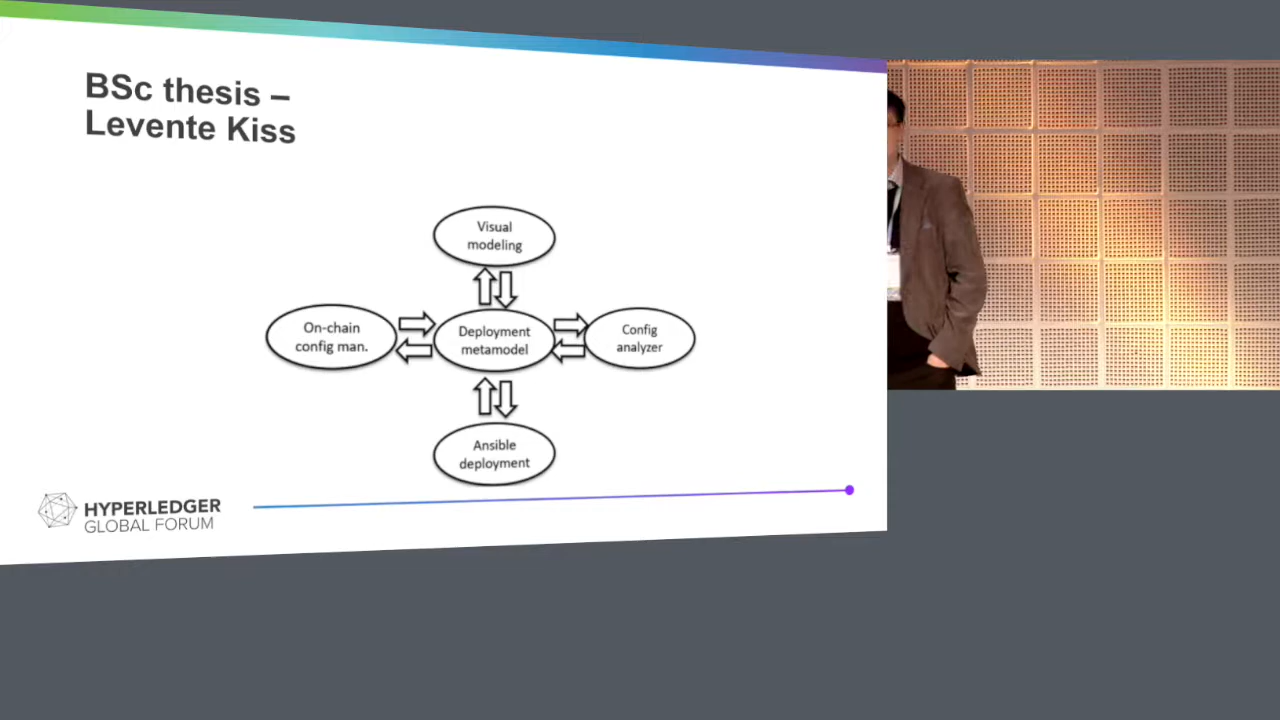 BSc thesis –
Levente Kiss
Visual
modeling
On-chain
config man.
Deployment
metamodel
Config
analyzer
Ansible
deployment
HYPERLEDGER
GLOBAL FORUM